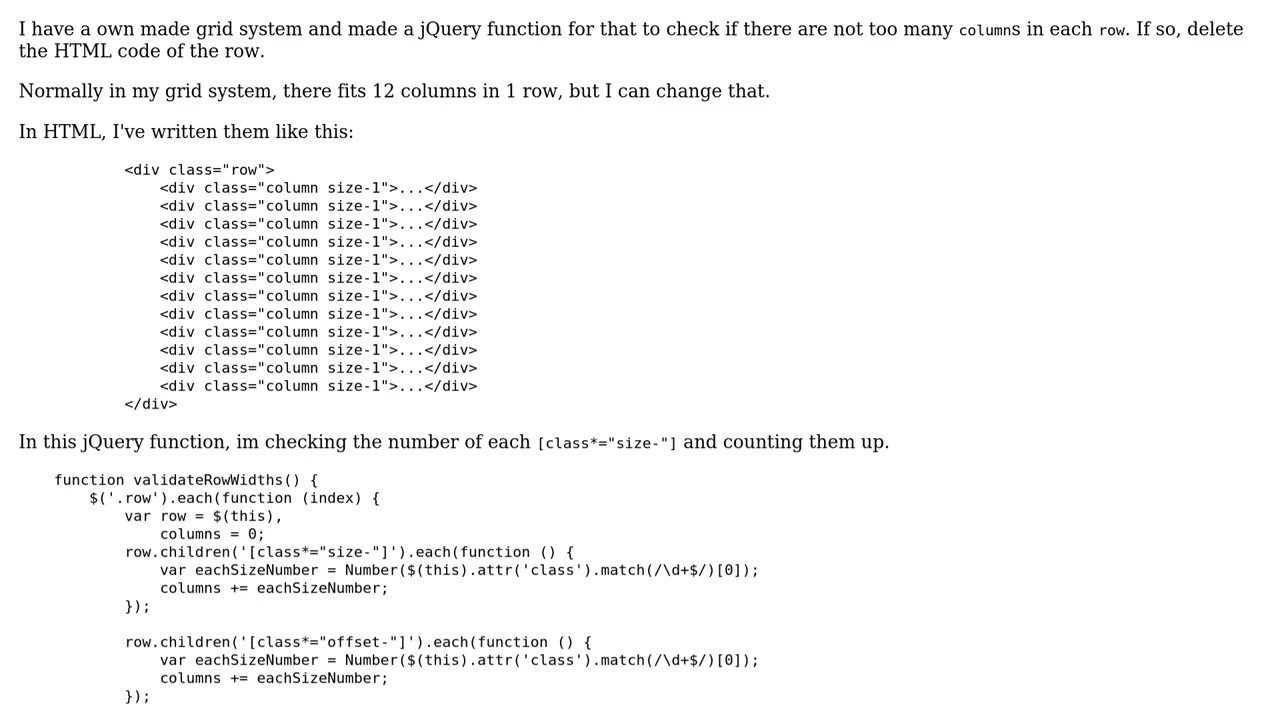 I have a own made grid system and made a jQuery function for that to check if there are not too many columns in each row. If so, delete
the HTML code of the row.
Normally in my grid system, there fits 12 columns in 1 row, but I can change that.
In HTML, I've written them like this:
<div class="row">
    <div class="column size-1">...</div>
    <div class="column size-1">...</div>
    <div class="column size-1">...</div>
    <div class="column size-1">...</div>
    <div class="column size-1">...</div>
    <div class="column size-1">...</div>
    <div class="column size-1">...</div>
    <div class="column size-1">...</div>
    <div class="column size-1">...</div>
    <div class="column size-1">...</div>
    <div class="column size-1">...</div>
    <div class="column size-1">...</div>
</div>
In this jQuery function, im checking the number of each [class*="size-"] and counting them up.
function validateRowWidths() {
    $('.row').each(function (index) {
        var row = $(this),
            columns = 0;
        row.children('[class*="size-"]').each(function () {
            var eachSizeNumber = Number($(this).attr('class').match(/\d+$/)[0]);
            columns += eachSizeNumber;
        });
        row.children('[class*="offset-"]').each(function () {
            var eachSizeNumber = Number($(this).attr('class').match(/\d+$/)[0]);
            columns += eachSizeNumber;
        });